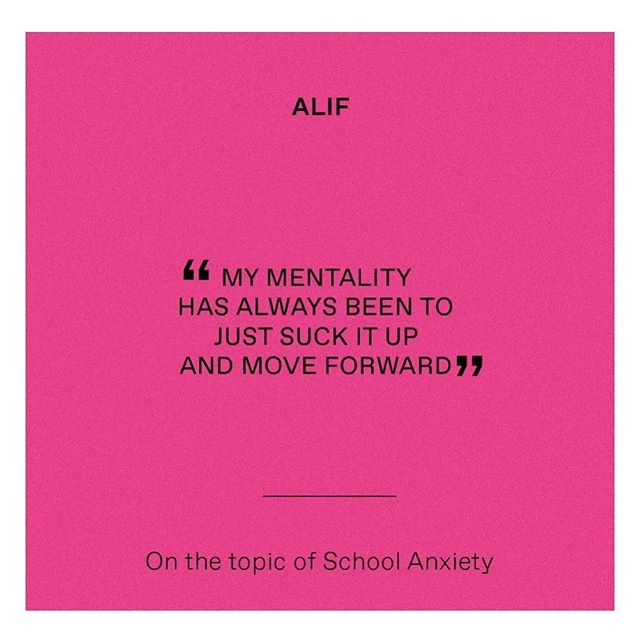 ALIF
“ MY MENTALITY
HAS ALWAYS BEEN TO
JUST SUCK IT UP
AND MOVE FORWARD”
On the topic of School Anxiety